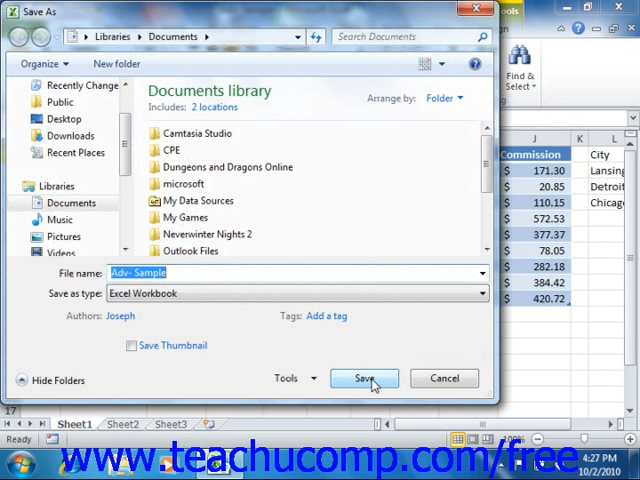 Save As
Libraries
Documents
Search Documents
Organize
New folder
Recently Change
Public
Desktop
Downloads
Recent Places
Libraries
Documents
Music
Pictures
Videos
Documents library
Includes: 2 locations
Arrange by: Folder
Camtasia Studio
CPE
Dungeons and Dragons Online
microsoft
My Data Sources
My Games
Neverwinter Nights 2
Outlook Files
File name: Adv- Sample
Save as type: Excel Workbook
Authors: Joseph
Tags: Add a tag
Save Thumbnail
Hide Folders
Tools
Save
Cancel
Find &
Select
J K L
Commission City
$ 171.30 Lansing
$ 20.85 Detroit
$ 110.15 Chicago
$ 572.53
$ 377.37
$ 78.05
$ 282.18
$ 384.42
$ 420.72
17
Sheet1 Sheet2 Sheet3
Ready
100%
www.teachucomp.com/free
4:27 PM
10/2/2010